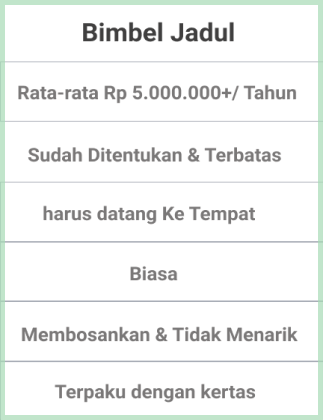 Bimbel Jadul
Rata-rata Rp 5.000.000+/ Tahun
Sudah Ditentukan & Terbatas
harus datang Ke Tempat
Biasa
Membosankan & Tidak Menarik
Terpaku dengan kertas